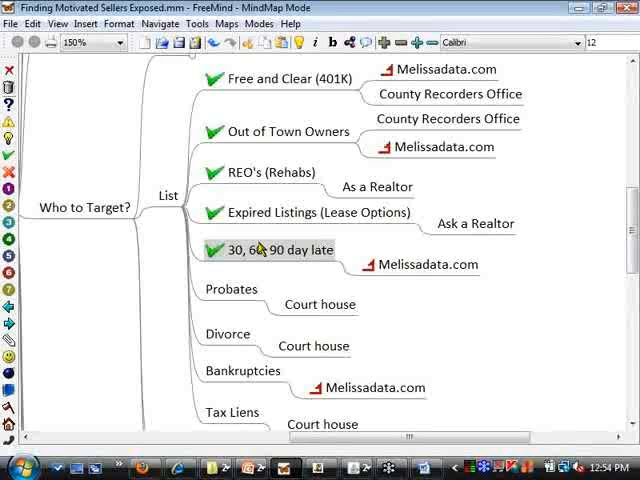 Finding Motivated Sellers Exposed.mm - FreeMind - MindMap Mode
File Edit View Insert Format Navigate Tools Maps Modes Help
150%
Calibri
12
Free and Clear (401K)
Melissadata.com
County Recorders Office
Out of Town Owners
County Recorders Office
Melissadata.com
REO's (Rehabs)
As a Realtor
Who to Target?
List
Expired Listings (Lease Options)
Ask a Realtor
30, 60, 90 day late
Melissadata.com
Probates
Court house
Divorce
Court house
Bankruptcies
Melissadata.com
Tax Liens
Court house
12:54 PM